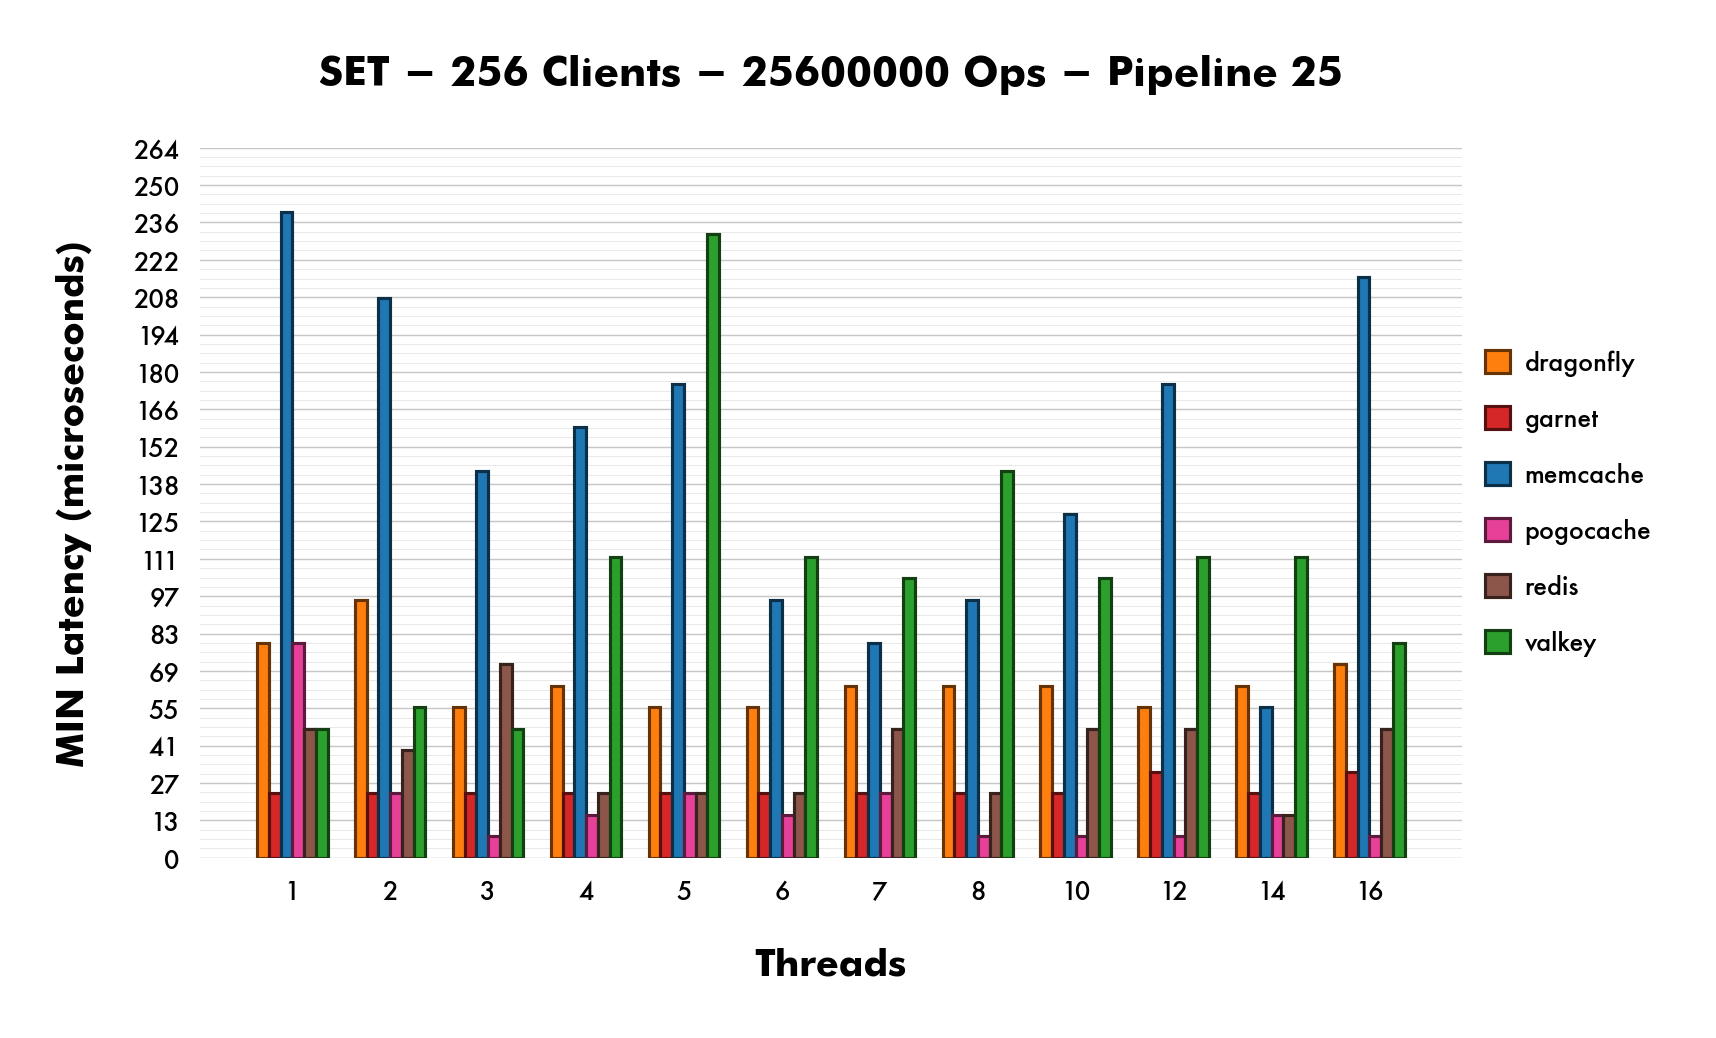 SET – 256 Clients – 25600000 Ops – Pipeline 25
MIN Latency (microseconds)
264
250
236
222
208
194
180
166
152
138
125
111
97
83
69
55
41
27
13
0
1 2 3 4 5 6 7 8 10 12 14 16
Threads
dragonfly
garnet
memcache
pogocache
redis
valkey